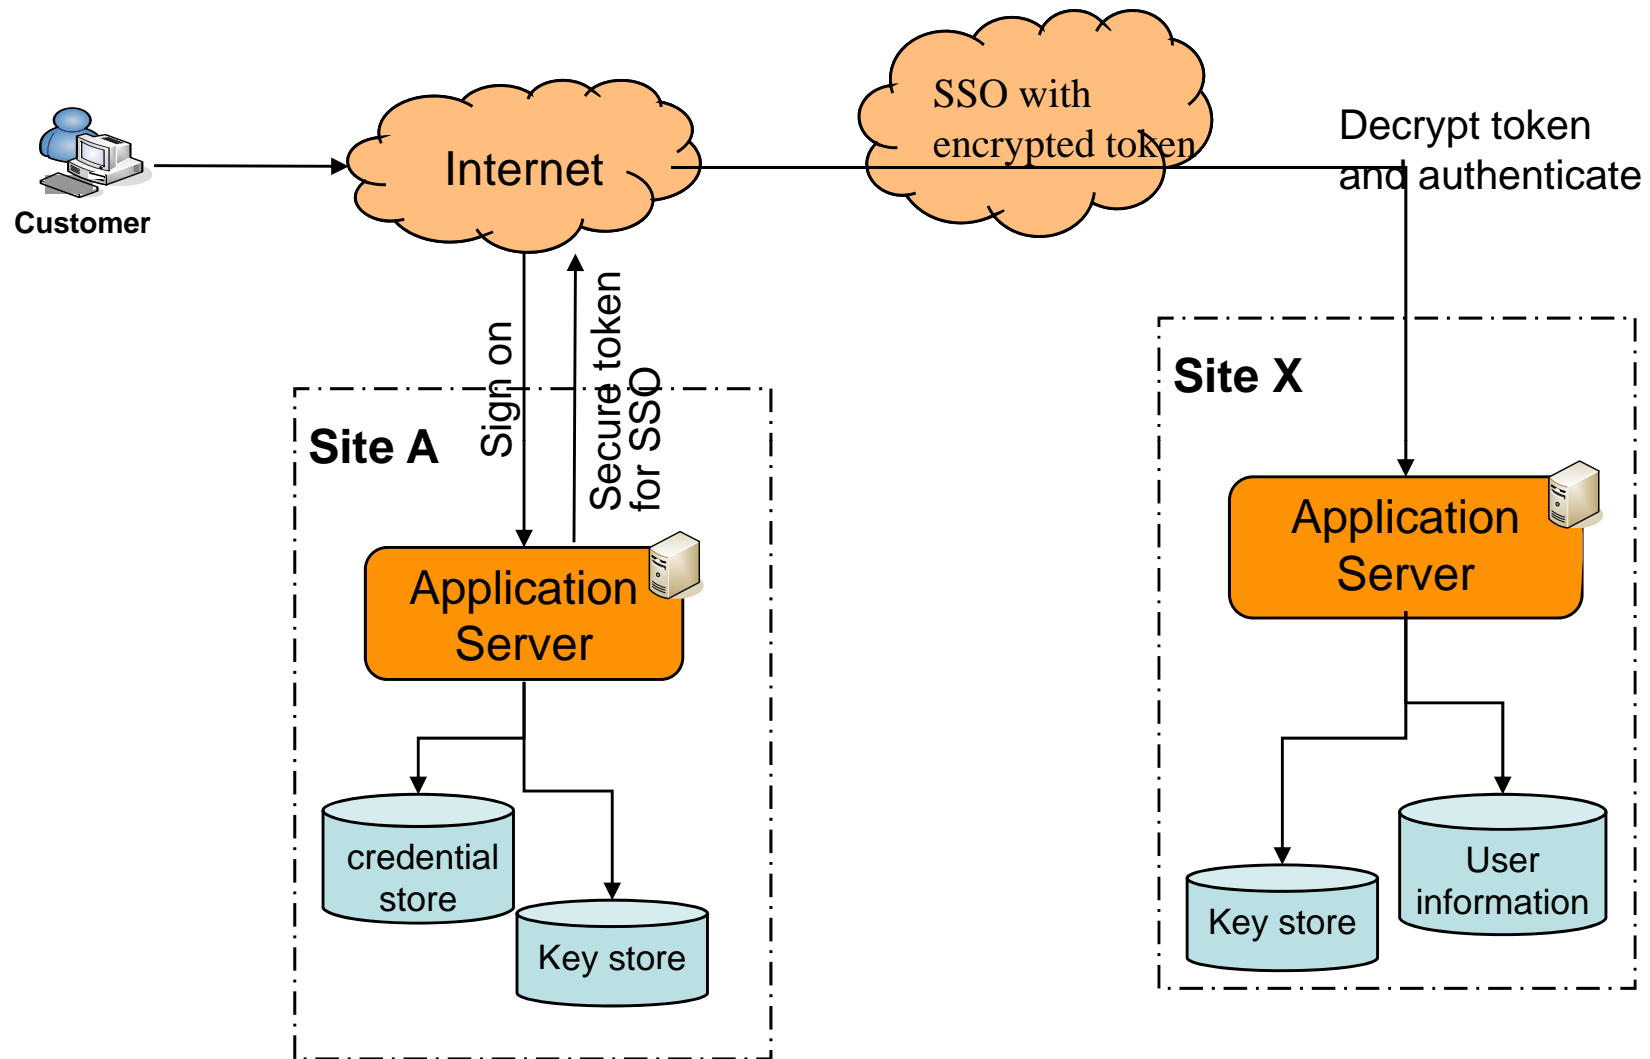 SSO with
encrypted token
Decrypt token
and authenticate
Internet
Customer
Sign on
Secure token
for SSO
Site X
Site A
Application
Server
Application
Server
credential
store
Key store
User
information
Key store